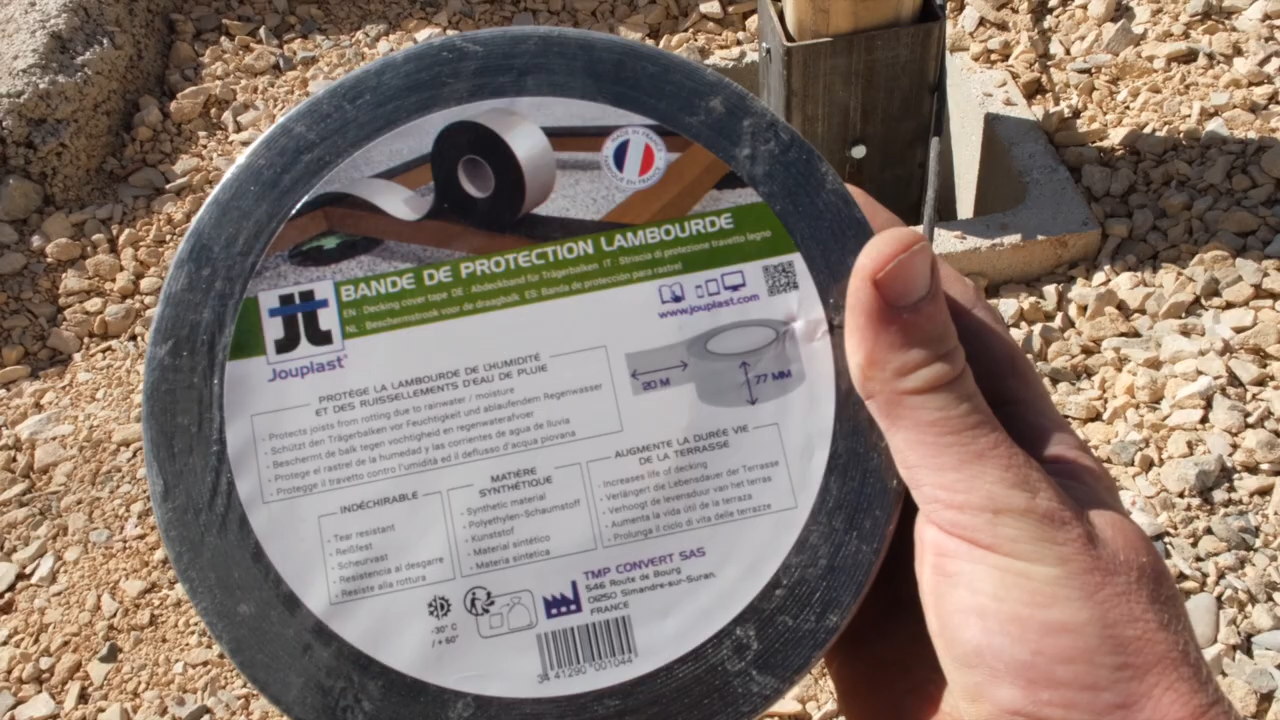 MADE IN FRANCE
FABRIQUÉ EN FRANCE
BANDE DE PROTECTION LAMBOURDE
EN : Decking cover tape DE : Abdeckband für Trägerbalken IT : Striscia di protezione travetto legno
NL : Beschermstrook voor de draagbalk ES: Banda de protección para rastrel
JL
Jouplast®
www.jouplast.com
20 M
77 MM
PROTÈGE LA LAMBOURDE DE L'HUMIDITÉ
ET DES RUISSELLEMENTS D'EAU DE PLUIE
- Protects joists from rotting due to rainwater / moisture
- Schützt den Trägerbalken vor Feuchtigkeit und ablaufendem Regenwasser
- Beschermt de balk tegen vochtigheid en regenwaterafvoer
- Protege el rastrel de la humedad y las corrientes de agua de lluvia
- Protegge il travetto contro l'umidità ed il deflusso d'acqua piovana
INDÉCHIRABLE
- Tear resistant
- Reißfest
- Scheurvast
- Resistencia al desgarre
- Resiste alla rottura
MATIÈRE
SYNTHÉTIQUE
- Synthetic material
- Polyethylen-Schaumstoff
- Kunststof
- Material sintético
- Materia sintetica
AUGMENTE LA DURÉE VIE
DE LA TERRASSE
- Increases life of decking
- Verlängert die Lebensdauer der Terrasse
- Verhoogt de levensduur van het terras
- Aumenta la vida útil de la terraza
- Prolunga il ciclo di vita delle terrazze
-30° C
/ + 60°
TMP CONVERT SAS
546 Route de Bourg
01250 Simandre-sur-Suran,
FRANCE
34 41290 001044